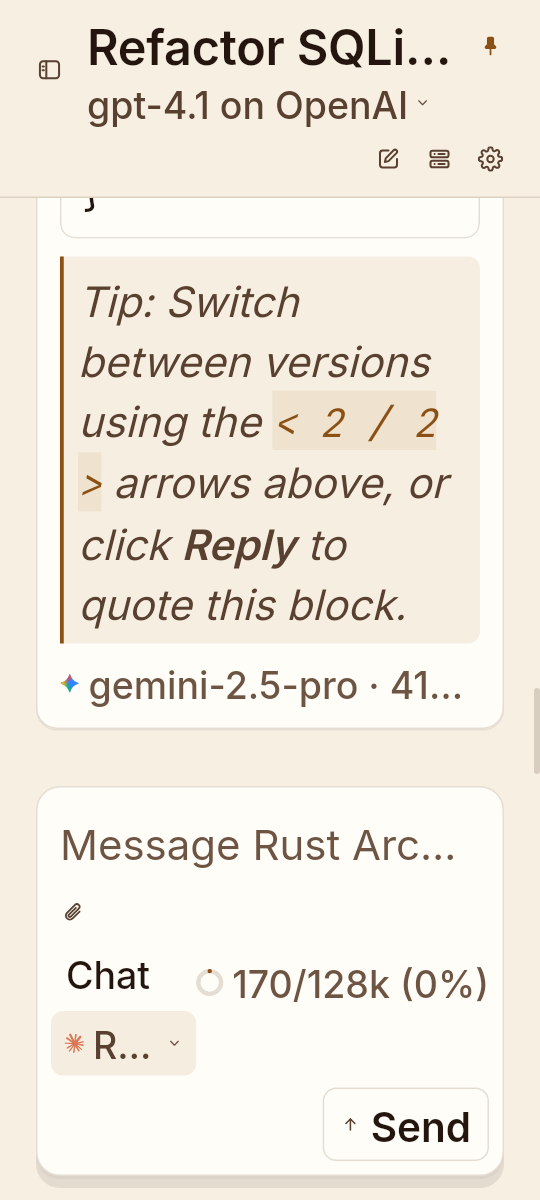 Refactor SQLi...
gpt-4.1 on OpenAI
}
Tip: Switch
between versions
using the < 2 / 2
> arrows above, or
click Reply to
quote this block.
gemini-2.5-pro · 41...
Message Rust Arc...
Chat
170/128k (0%)
R...
Send